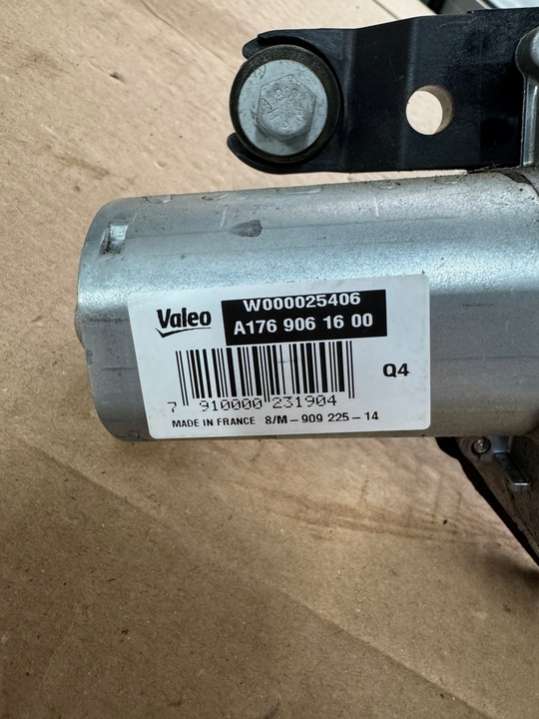 Valeo
W000025406
A176 906 16 00
Q4
7 910000 231904
MADE IN FRANCE 8/M-909 225-14